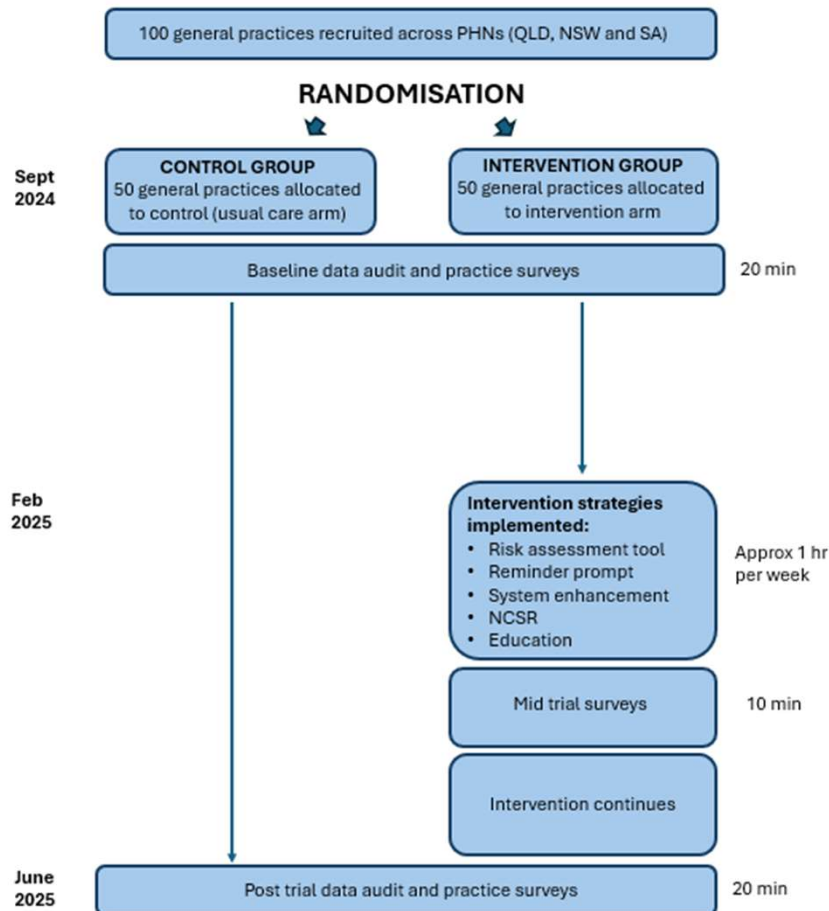 100 general practices recruited across PHNs (QLD, NSW and SA)
RANDOMISATION
Sept
2024
CONTROL GROUP
50 general practices allocated
to control (usual care arm)
INTERVENTION GROUP
50 general practices allocated
to intervention arm
Baseline data audit and practice surveys
20 min
Feb
2025
Intervention strategies
implemented:
• Risk assessment tool
• Reminder prompt
• System enhancement
• NCSR
• Education
Approx 1 hr
per week
Mid trial surveys
10 min
Intervention continues
June
2025
Post trial data audit and practice surveys
20 min